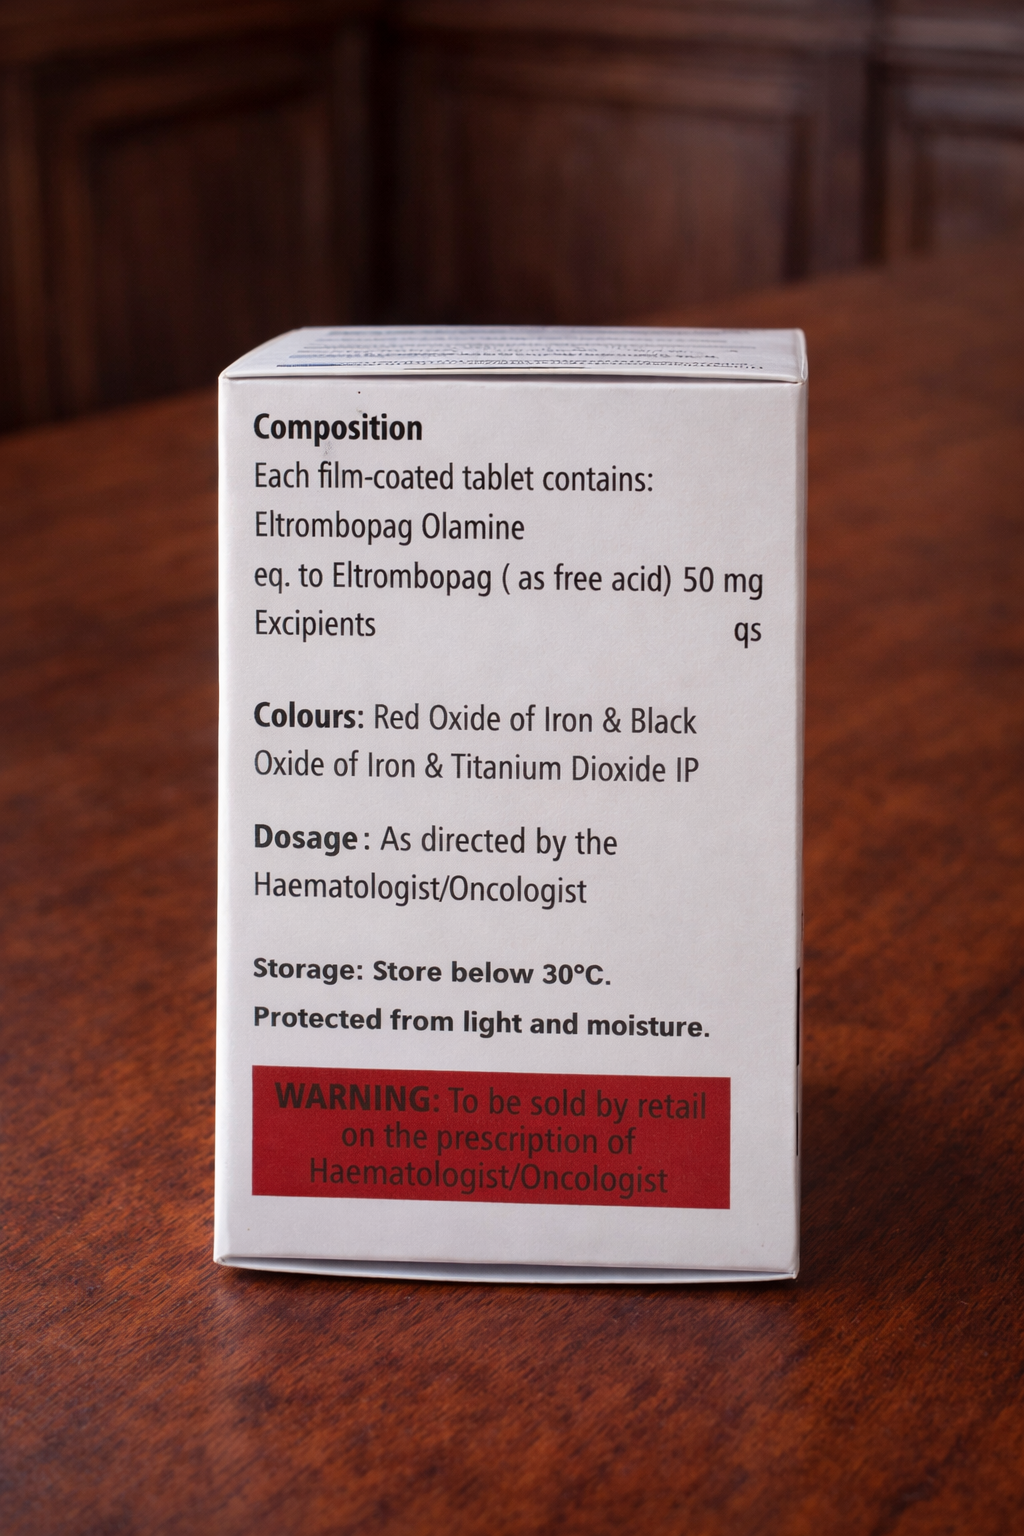 Composition
Each film-coated tablet contains:
Eltrombopag Olamine
eq. to Eltrombopag ( as free acid) 50 mg
Excipients qs
Colours: Red Oxide of Iron & Black
Oxide of Iron & Titanium Dioxide IP
Dosage : As directed by the
Haematologist/Oncologist
Storage: Store below 30°C.
Protected from light and moisture.
WARNING: To be sold by retail
on the prescription of
Haematologist/Oncologist